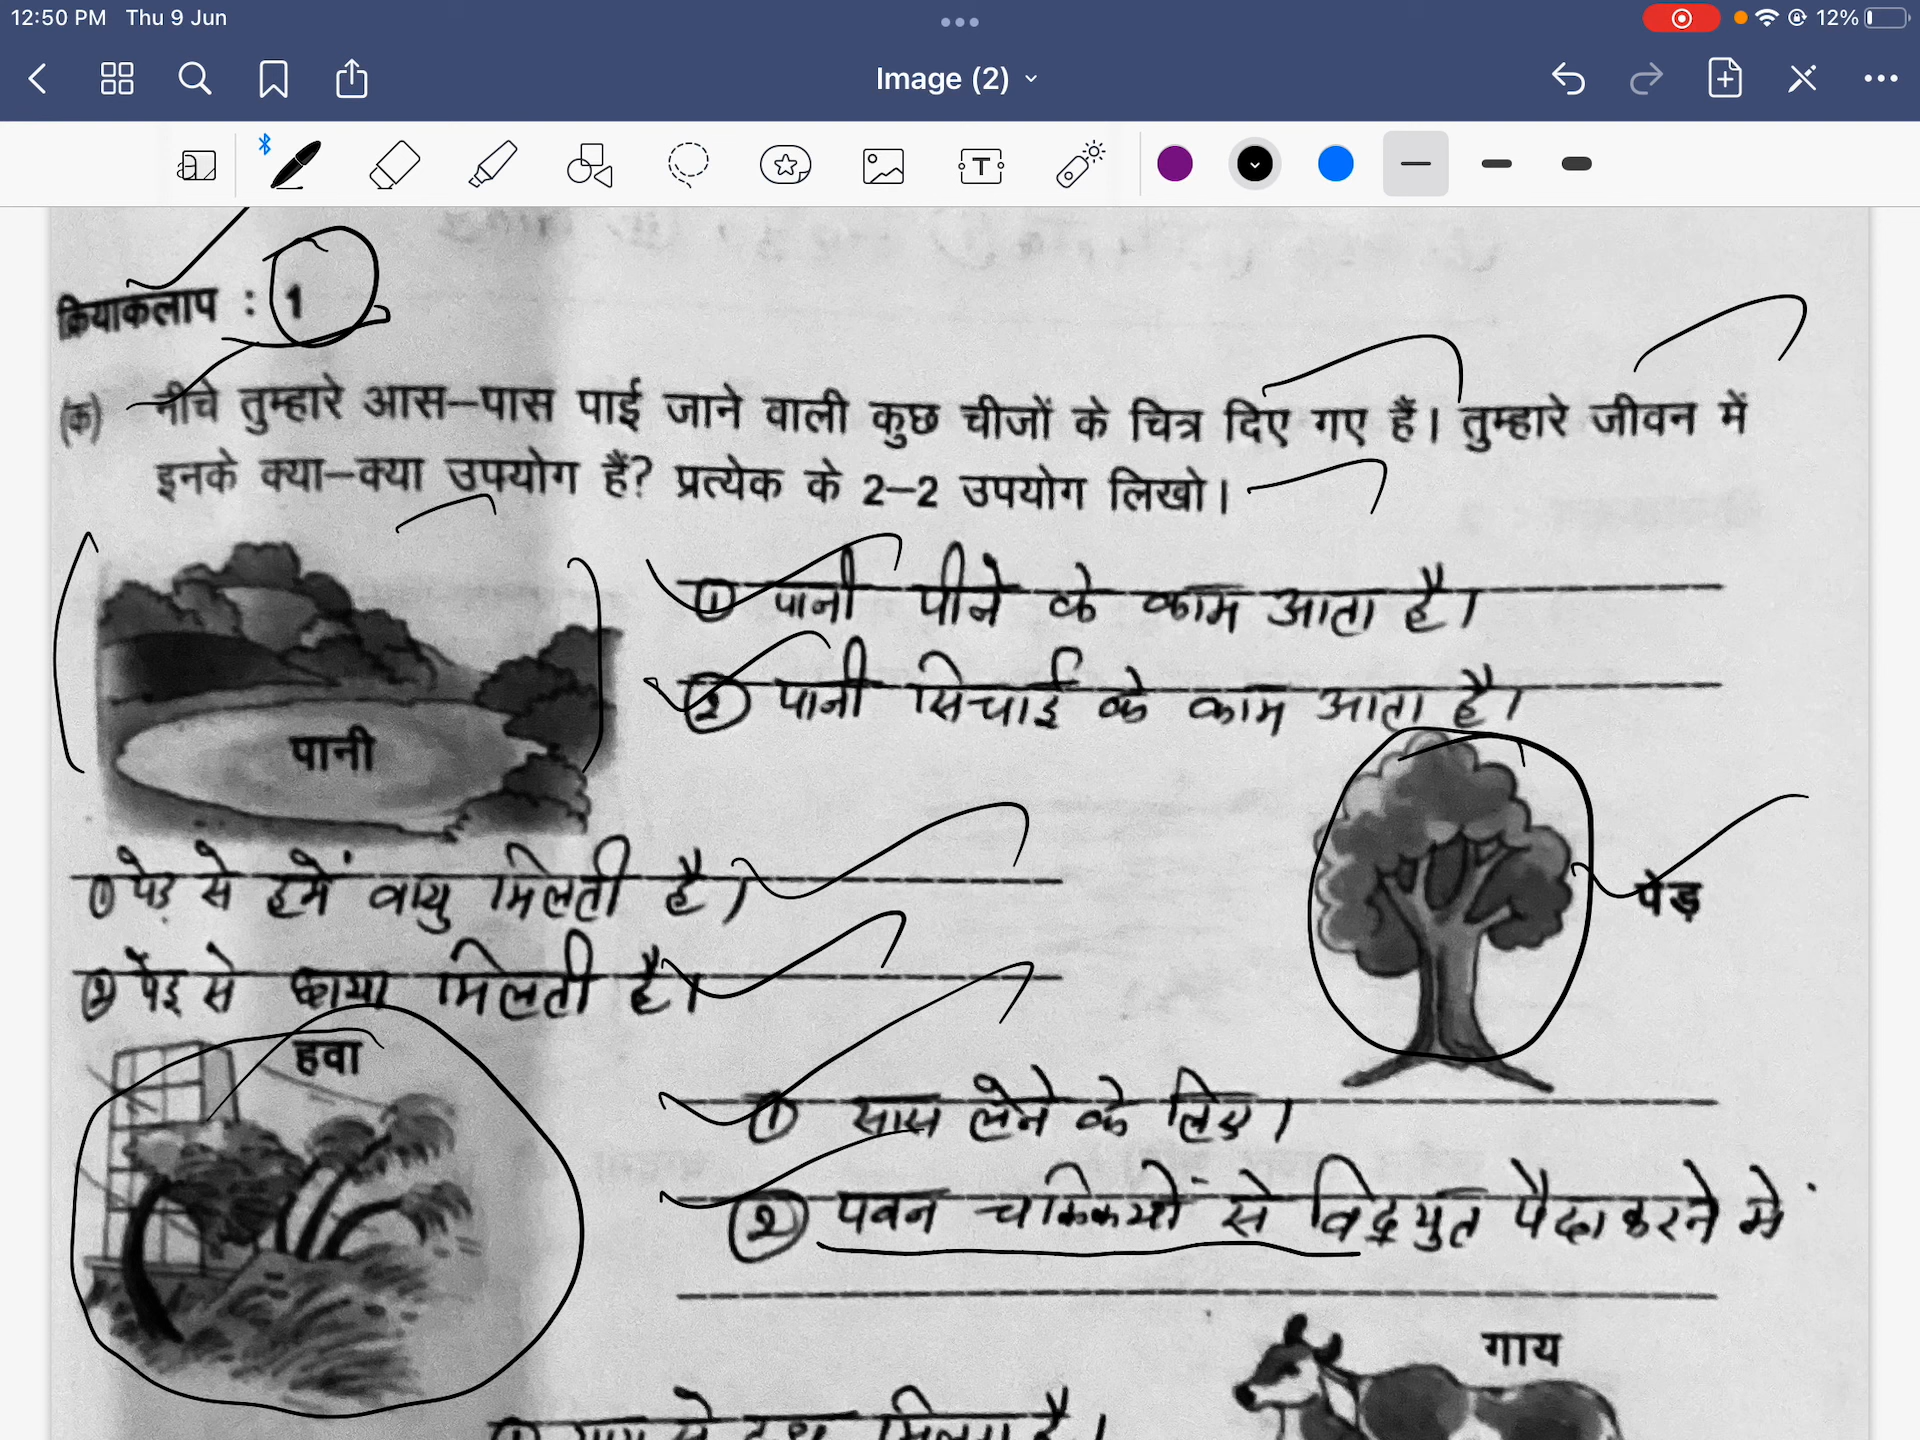 12:50 PM Thu 9 Jun
12%
Image (2)
क्रियाकलाप : 1
(क) नीचे तुम्हारे आस–पास पाई जाने वाली कुछ चीजों के चित्र दिए गए हैं। तुम्हारे जीवन में
इनके क्या–क्या उपयोग हैं? प्रत्येक के 2–2 उपयोग लिखो।
① पानी पीने के काम आता है।
② पानी सिचाई के काम आता है।
पानी
① पेड़ से हमें वायु मिलती है।
पेड़
② पेड़ से छाया मिलती है।
हवा
① सास लेने के लिए।
② पवन चक्कियों से विद्रयुत पैदा करने में
गाय